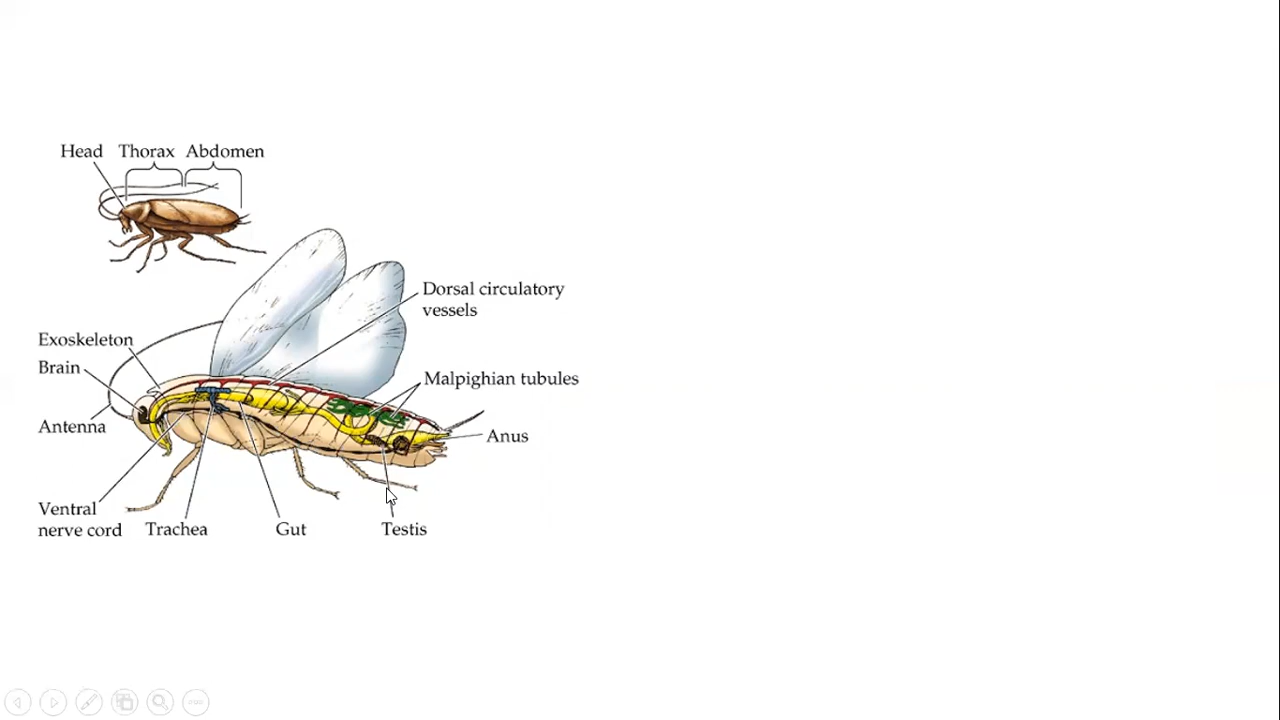 Head Thorax Abdomen
Dorsal circulatory
vessels
Exoskeleton
Brain
Malpighian tubules
Antenna
Anus
Ventral
nerve cord
Trachea
Gut
Testis